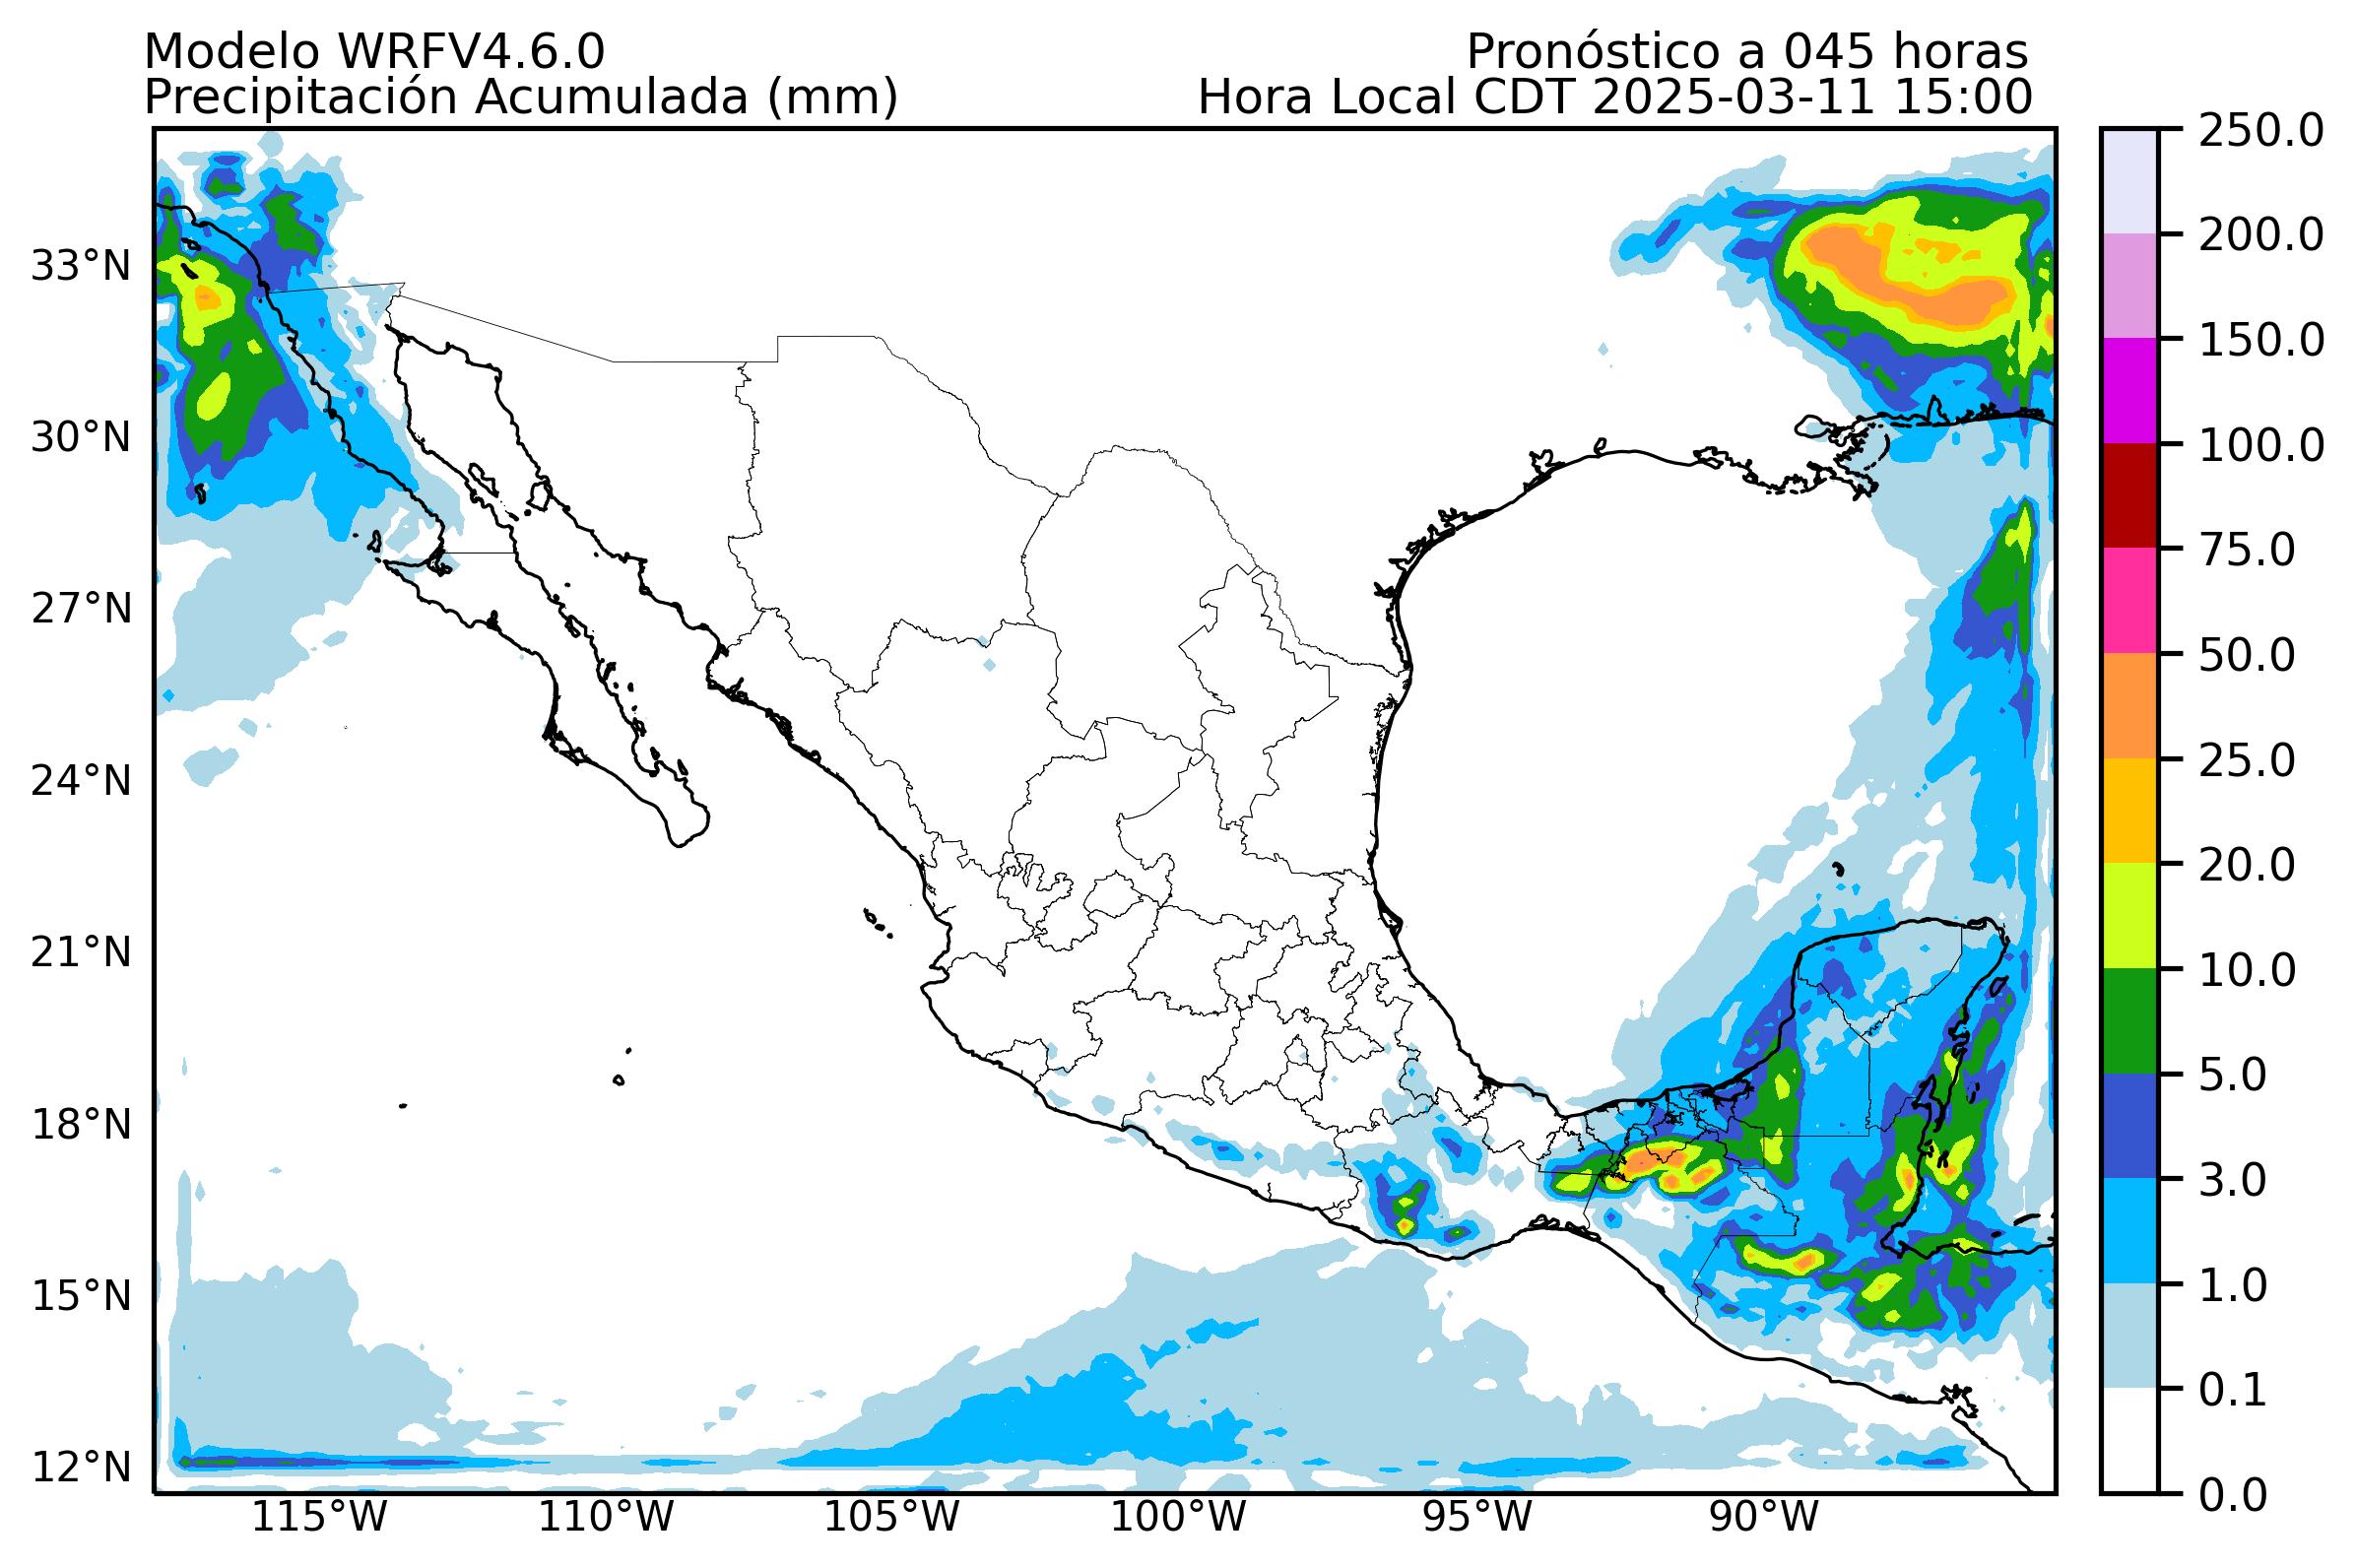 Modelo WRFV4.6.0
Pronóstico a 045 horas
Precipitación Acumulada (mm)
Hora Local CDT 2025-03-11 15:00
33°N
30°N
27°N
24°N
21°N
18°N
15°N
12°N
115°W
110°W
105°W
100°W
95°W
90°W
250.0
200.0
150.0
100.0
75.0
50.0
25.0
20.0
10.0
5.0
3.0
1.0
0.1
0.0